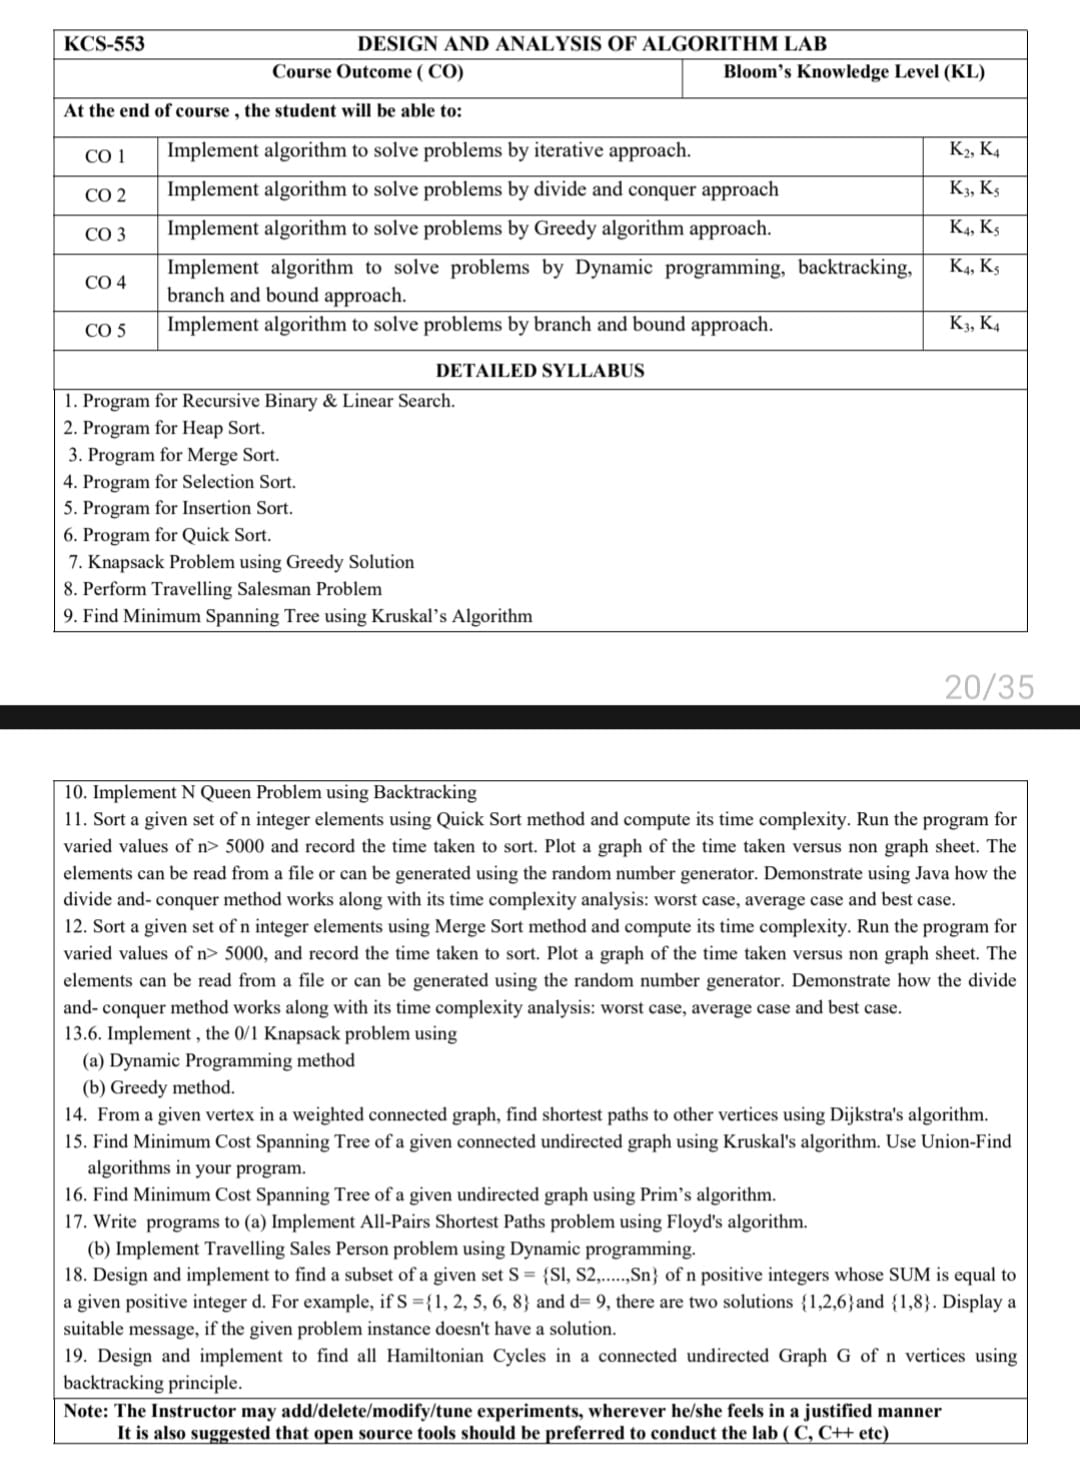 KCS-553 DESIGN AND ANALYSIS OF ALGORITHM LAB
Course Outcome ( CO) Bloom’s Knowledge Level (KL)
At the end of course , the student will be able to:
CO 1 Implement algorithm to solve problems by iterative approach. K2, K4
CO 2 Implement algorithm to solve problems by divide and conquer approach K3, K5
CO 3 Implement algorithm to solve problems by Greedy algorithm approach. K4, K5
CO 4 Implement algorithm to solve problems by Dynamic programming, backtracking, K4, K5
branch and bound approach.
CO 5 Implement algorithm to solve problems by branch and bound approach. K3, K4
DETAILED SYLLABUS
1. Program for Recursive Binary & Linear Search.
2. Program for Heap Sort.
3. Program for Merge Sort.
4. Program for Selection Sort.
5. Program for Insertion Sort.
6. Program for Quick Sort.
7. Knapsack Problem using Greedy Solution
8. Perform Travelling Salesman Problem
9. Find Minimum Spanning Tree using Kruskal’s Algorithm
20/35
10. Implement N Queen Problem using Backtracking
11. Sort a given set of n integer elements using Quick Sort method and compute its time complexity. Run the program for
varied values of n> 5000 and record the time taken to sort. Plot a graph of the time taken versus non graph sheet. The
elements can be read from a file or can be generated using the random number generator. Demonstrate using Java how the
divide and- conquer method works along with its time complexity analysis: worst case, average case and best case.
12. Sort a given set of n integer elements using Merge Sort method and compute its time complexity. Run the program for
varied values of n> 5000, and record the time taken to sort. Plot a graph of the time taken versus non graph sheet. The
elements can be read from a file or can be generated using the random number generator. Demonstrate how the divide
and- conquer method works along with its time complexity analysis: worst case, average case and best case.
13.6. Implement , the 0/1 Knapsack problem using
(a) Dynamic Programming method
(b) Greedy method.
14. From a given vertex in a weighted connected graph, find shortest paths to other vertices using Dijkstra's algorithm.
15. Find Minimum Cost Spanning Tree of a given connected undirected graph using Kruskal's algorithm. Use Union-Find
algorithms in your program.
16. Find Minimum Cost Spanning Tree of a given undirected graph using Prim’s algorithm.
17. Write programs to (a) Implement All-Pairs Shortest Paths problem using Floyd's algorithm.
(b) Implement Travelling Sales Person problem using Dynamic programming.
18. Design and implement to find a subset of a given set S = {Sl, S2,.....,Sn} of n positive integers whose SUM is equal to
a given positive integer d. For example, if S ={1, 2, 5, 6, 8} and d= 9, there are two solutions {1,2,6}and {1,8}. Display a
suitable message, if the given problem instance doesn't have a solution.
19. Design and implement to find all Hamiltonian Cycles in a connected undirected Graph G of n vertices using
backtracking principle.
Note: The Instructor may add/delete/modify/tune experiments, wherever he/she feels in a justified manner
It is also suggested that open source tools should be preferred to conduct the lab ( C, C++ etc)